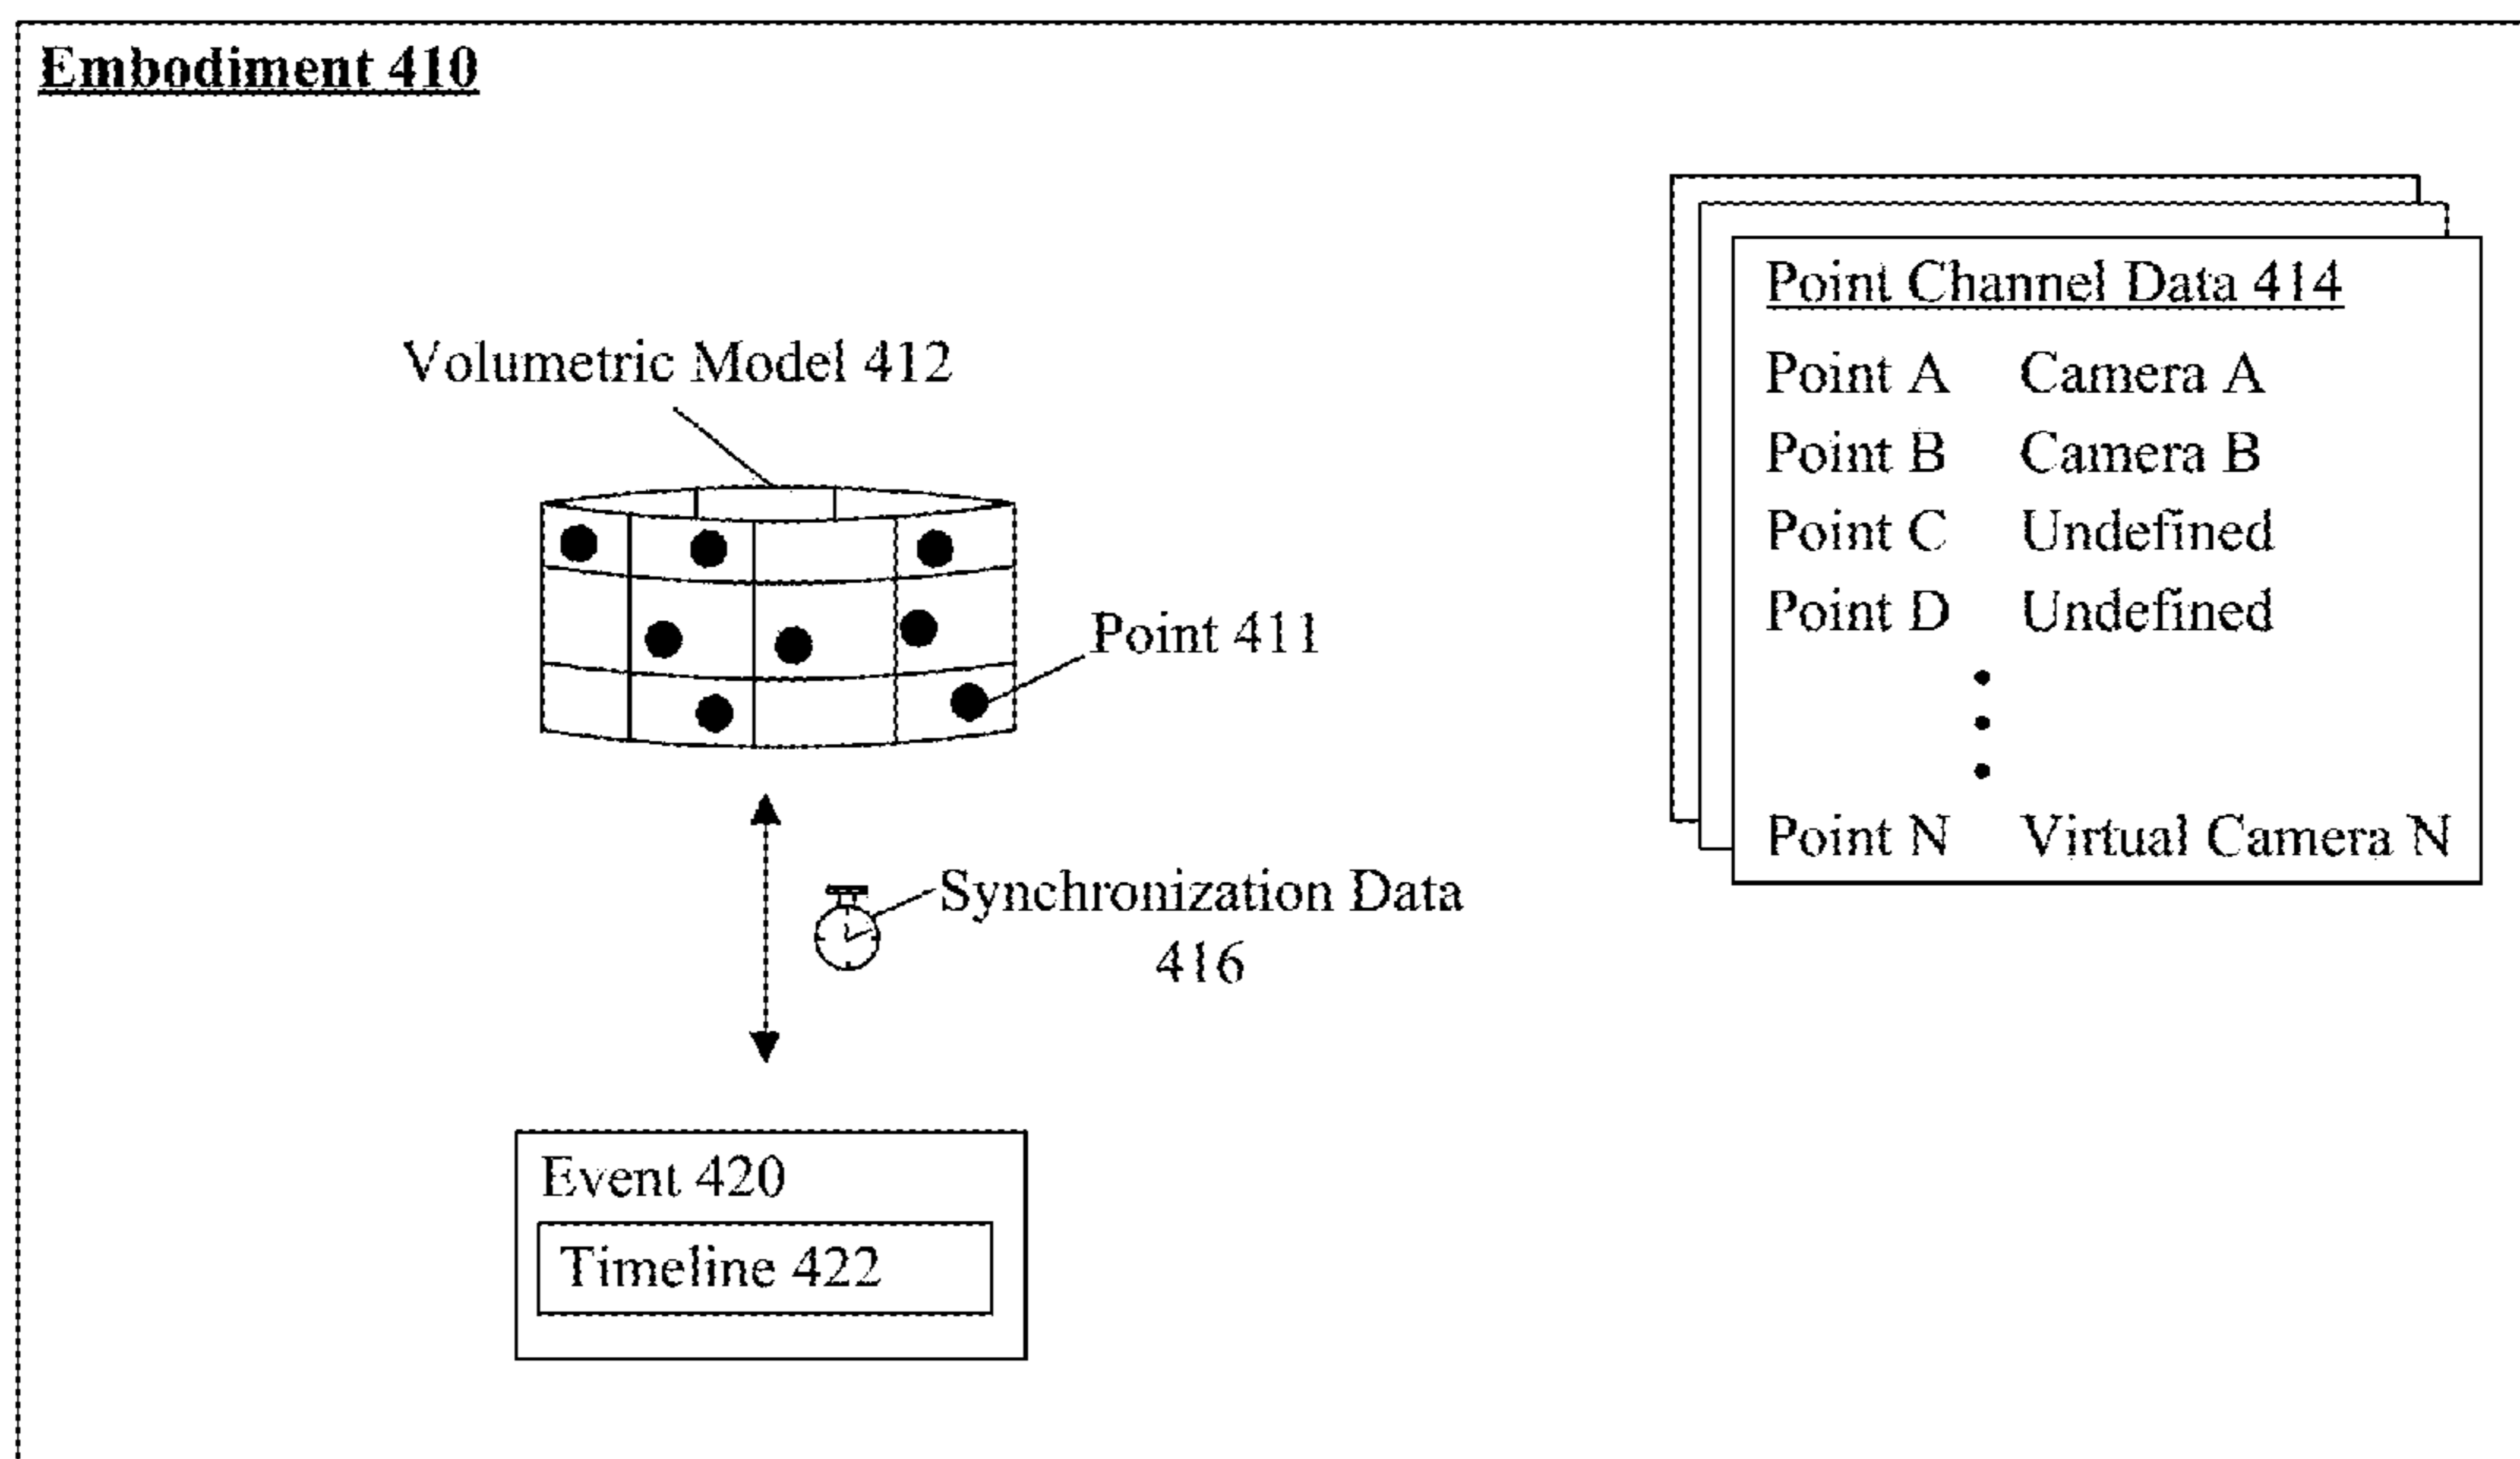 Embodiment 410
Volumetric Model 412
Point 411
Synchronization Data
416
Event 420
Timeline 422
Point Channel Data 414
Point A Camera A
Point B Camera B
Point C Undefined
Point D Undefined
Point N Virtual Camera N